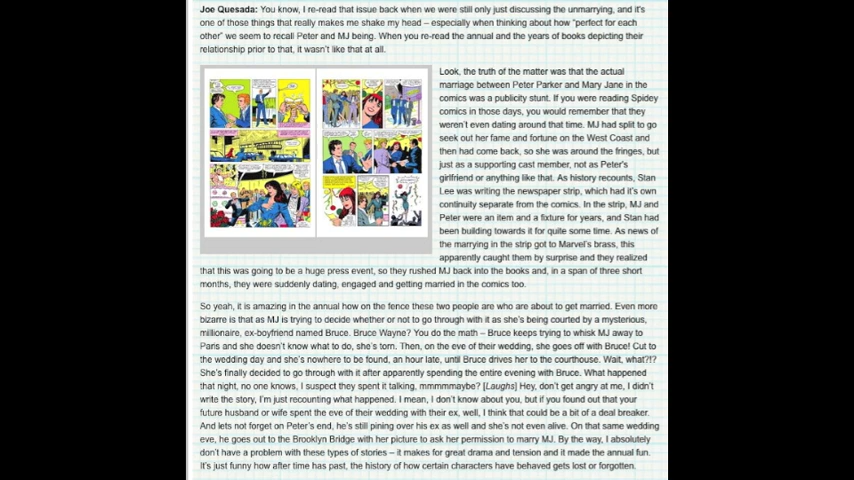 Joe Quesada: You know, I re-read that issue back when we were still only just discussing the unmarrying, and it's
one of those things that really makes me shake my head – especially when thinking about how "perfect for each
other" we seem to recall Peter and MJ being. When you re-read the annual and the years of books depicting their
relationship prior to that, it wasn't like that at all.
Look, the truth of the matter was that the actual
marriage between Peter Parker and Mary Jane in the
comics was a publicity stunt. If you were reading Spidey
comics in those days, you would remember that they
weren't even dating around that time. MJ had split to go
seek out her fame and fortune on the West Coast and
then had come back, so she was around the fringes, but
just as a supporting cast member, not as Peter's
girlfriend or anything like that. As history recounts, Stan
Lee was writing the newspaper strip, which had it's own
continuity separate from the comics. In the strip, MJ and
Peter were an item and a fixture for years, and Stan had
been building towards it for quite some time. As news of
the marrying in the strip got to Marvel's brass, this
apparently caught them by surprise and they realized
that this was going to be a huge press event, so they rushed MJ back into the books and, in a span of three short
months, they were suddenly dating, engaged and getting married in the comics too.
So yeah, it is amazing in the annual how on the fence these two people are who are about to get married. Even more
bizarre is that as MJ is trying to decide whether or not to go through with it as she's being courted by a mysterious,
millionaire, ex-boyfriend named Bruce. Bruce Wayne? You do the math – Bruce keeps trying to whisk MJ away to
Paris and she doesn't know what to do, she's torn. Then, on the eve of their wedding, she goes off with Bruce! Cut to
the wedding day and she's nowhere to be found, an hour late, until Bruce drives her to the courthouse. Wait, what?!?
She's finally decided to go through with it after apparently spending the entire evening with Bruce. What happened
that night, no one knows, I suspect they spent it talking, mmmmmaybe? [Laughs] Hey, don't get angry at me, I didn't
write the story, I'm just recounting what happened. I mean, I don't know about you, but if you found out that your
future husband or wife spent the eve of their wedding with their ex, well, I think that could be a bit of a deal breaker.
And lets not forget on Peter's end, he's still pining over his ex as well and she's not even alive. On that same wedding
eve, he goes out to the Brooklyn Bridge with her picture to ask her permission to marry MJ. By the way, I absolutely
don't have a problem with these types of stories – it makes for great drama and tension and it made the annual fun.
It's just funny how after time has past, the history of how certain characters have behaved gets lost or forgotten.